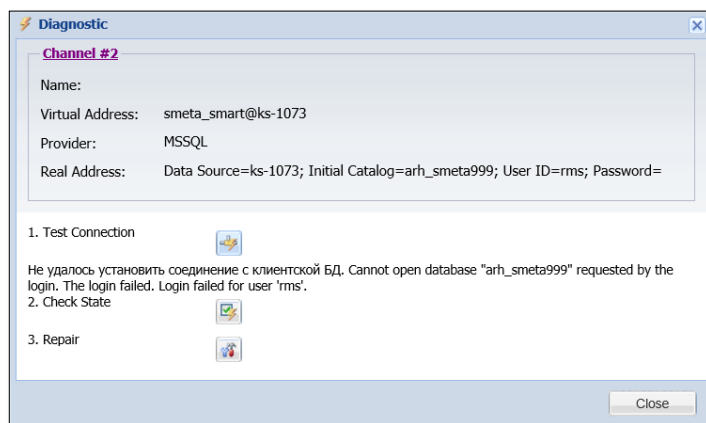 Diagnostic
Channel #2
Name:
Virtual Address: smeta_smart@ks-1073
Provider: MSSQL
Real Address: Data Source=ks-1073; Initial Catalog=arh_smeta999; User ID=rms; Password=
1. Test Connection
Не удалось установить соединение с клиентской БД. Cannot open database "arh_smeta999" requested by the
login. The login failed. Login failed for user 'rms'.
2. Check State
3. Repair
Close